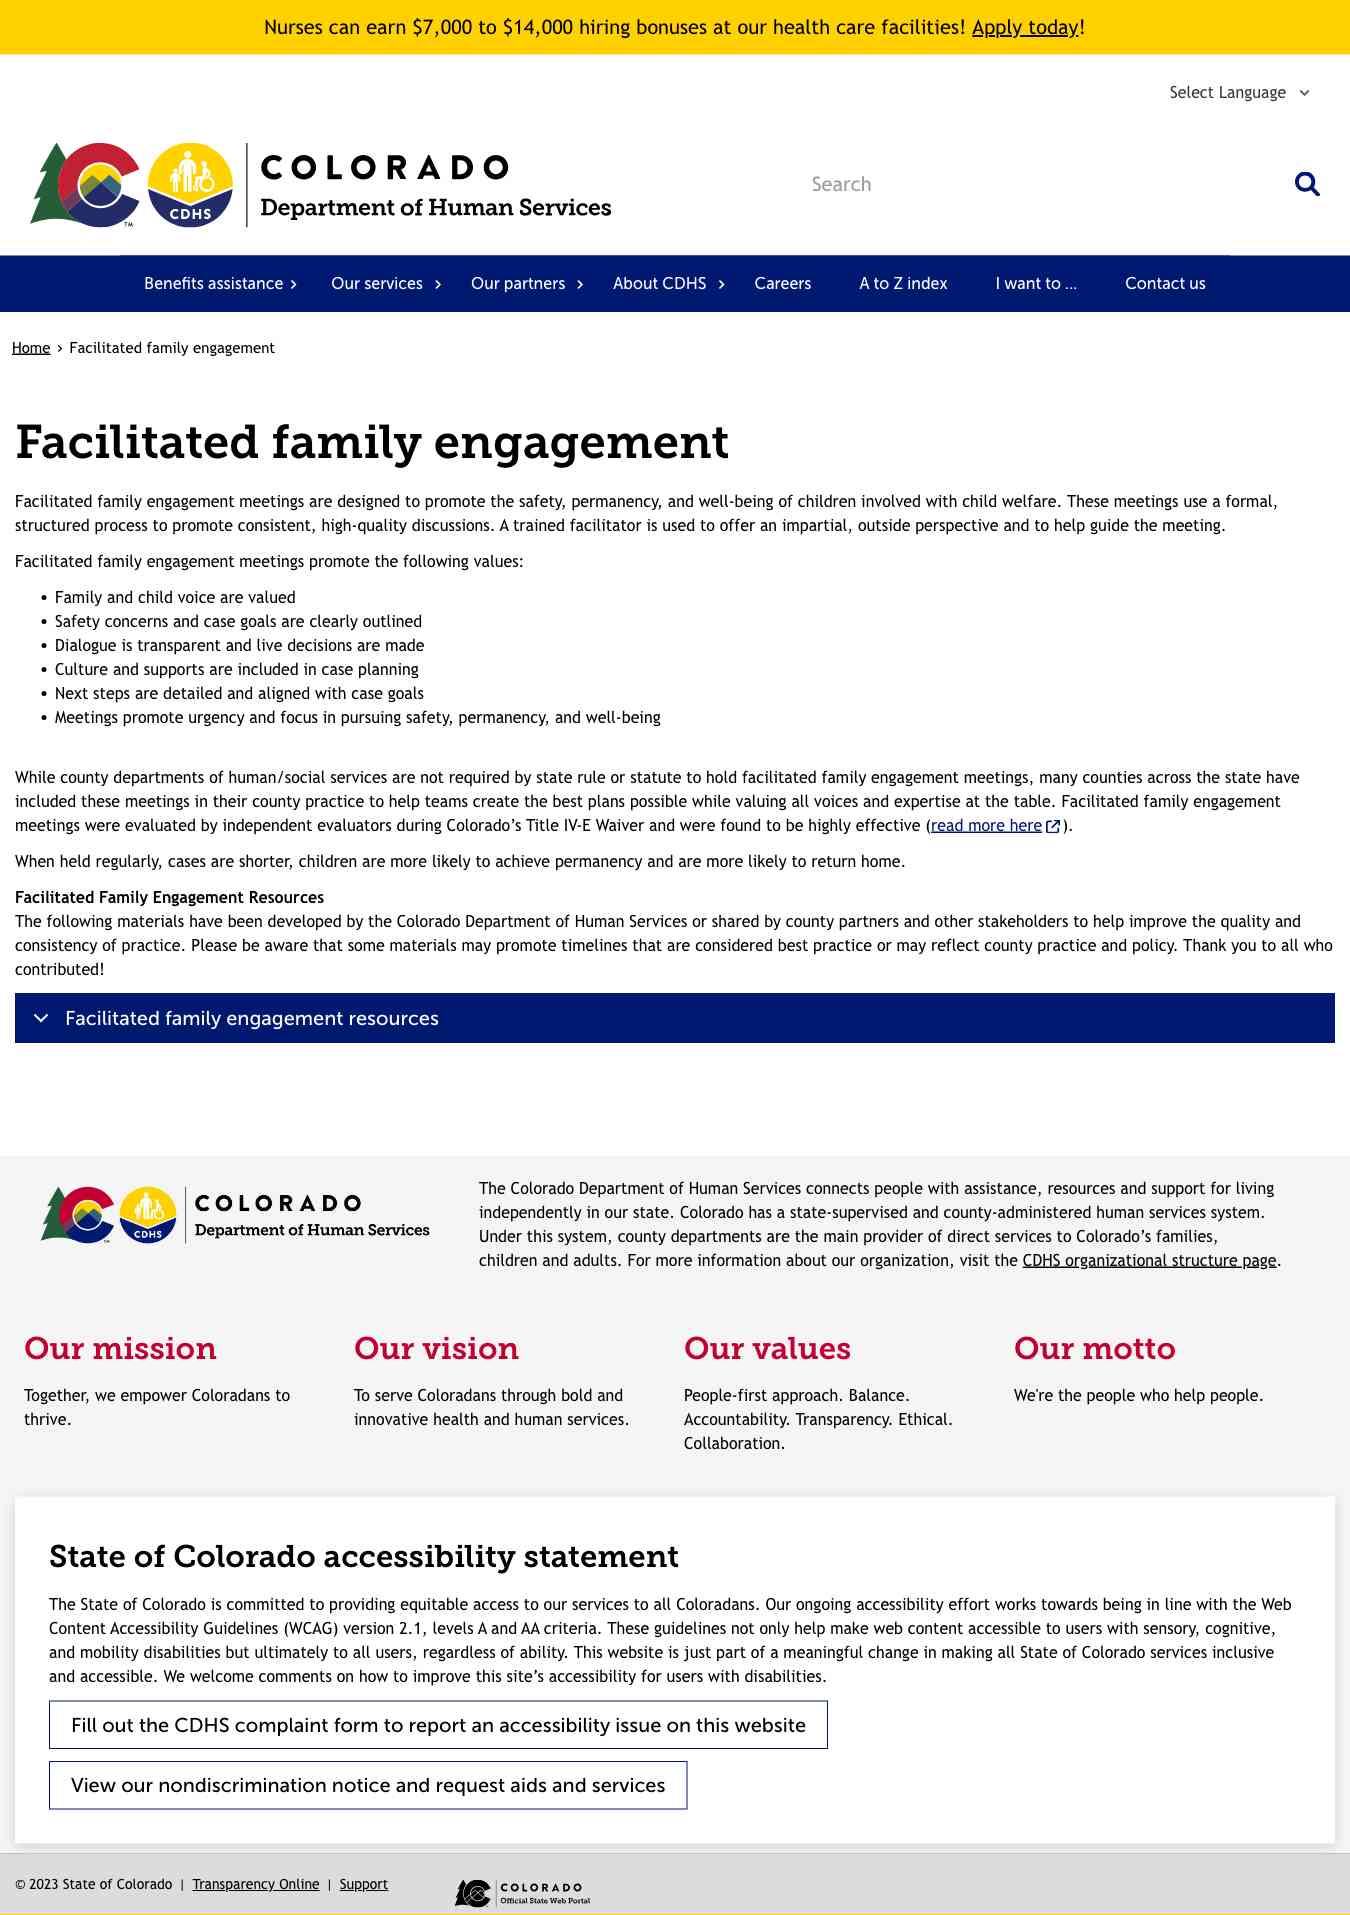 Nurses can earn $7,000 to $14,000 hiring bonuses at our health care facilities! Apply today!
Select Language
CDHS
TM
COLORADO
Department of Human Services
Search
Benefits assistance
Our services
Our partners
About CDHS
Careers
A to Z index
I want to ...
Contact us
Home › Facilitated family engagement
Facilitated family engagement
Facilitated family engagement meetings are designed to promote the safety, permanency, and well-being of children involved with child welfare. These meetings use a formal,
structured process to promote consistent, high-quality discussions. A trained facilitator is used to offer an impartial, outside perspective and to help guide the meeting.
Facilitated family engagement meetings promote the following values:
• Family and child voice are valued
• Safety concerns and case goals are clearly outlined
• Dialogue is transparent and live decisions are made
• Culture and supports are included in case planning
• Next steps are detailed and aligned with case goals
• Meetings promote urgency and focus in pursuing safety, permanency, and well-being
While county departments of human/social services are not required by state rule or statute to hold facilitated family engagement meetings, many counties across the state have
included these meetings in their county practice to help teams create the best plans possible while valuing all voices and expertise at the table. Facilitated family engagement
meetings were evaluated by independent evaluators during Colorado’s Title IV-E Waiver and were found to be highly effective (read more here).
When held regularly, cases are shorter, children are more likely to achieve permanency and are more likely to return home.
Facilitated Family Engagement Resources
The following materials have been developed by the Colorado Department of Human Services or shared by county partners and other stakeholders to help improve the quality and
consistency of practice. Please be aware that some materials may promote timelines that are considered best practice or may reflect county practice and policy. Thank you to all who
contributed!
Facilitated family engagement resources
CDHS
TM
COLORADO
Department of Human Services
The Colorado Department of Human Services connects people with assistance, resources and support for living
independently in our state. Colorado has a state-supervised and county-administered human services system.
Under this system, county departments are the main provider of direct services to Colorado’s families,
children and adults. For more information about our organization, visit the CDHS organizational structure page.
Our mission
Together, we empower Coloradans to
thrive.
Our vision
To serve Coloradans through bold and
innovative health and human services.
Our values
People-first approach. Balance.
Accountability. Transparency. Ethical.
Collaboration.
Our motto
We're the people who help people.
State of Colorado accessibility statement
The State of Colorado is committed to providing equitable access to our services to all Coloradans. Our ongoing accessibility effort works towards being in line with the Web
Content Accessibility Guidelines (WCAG) version 2.1, levels A and AA criteria. These guidelines not only help make web content accessible to users with sensory, cognitive,
and mobility disabilities but ultimately to all users, regardless of ability. This website is just part of a meaningful change in making all State of Colorado services inclusive
and accessible. We welcome comments on how to improve this site’s accessibility for users with disabilities.
Fill out the CDHS complaint form to report an accessibility issue on this website
View our nondiscrimination notice and request aids and services
© 2023 State of Colorado | Transparency Online | Support
COLORADO
Official State Web Portal